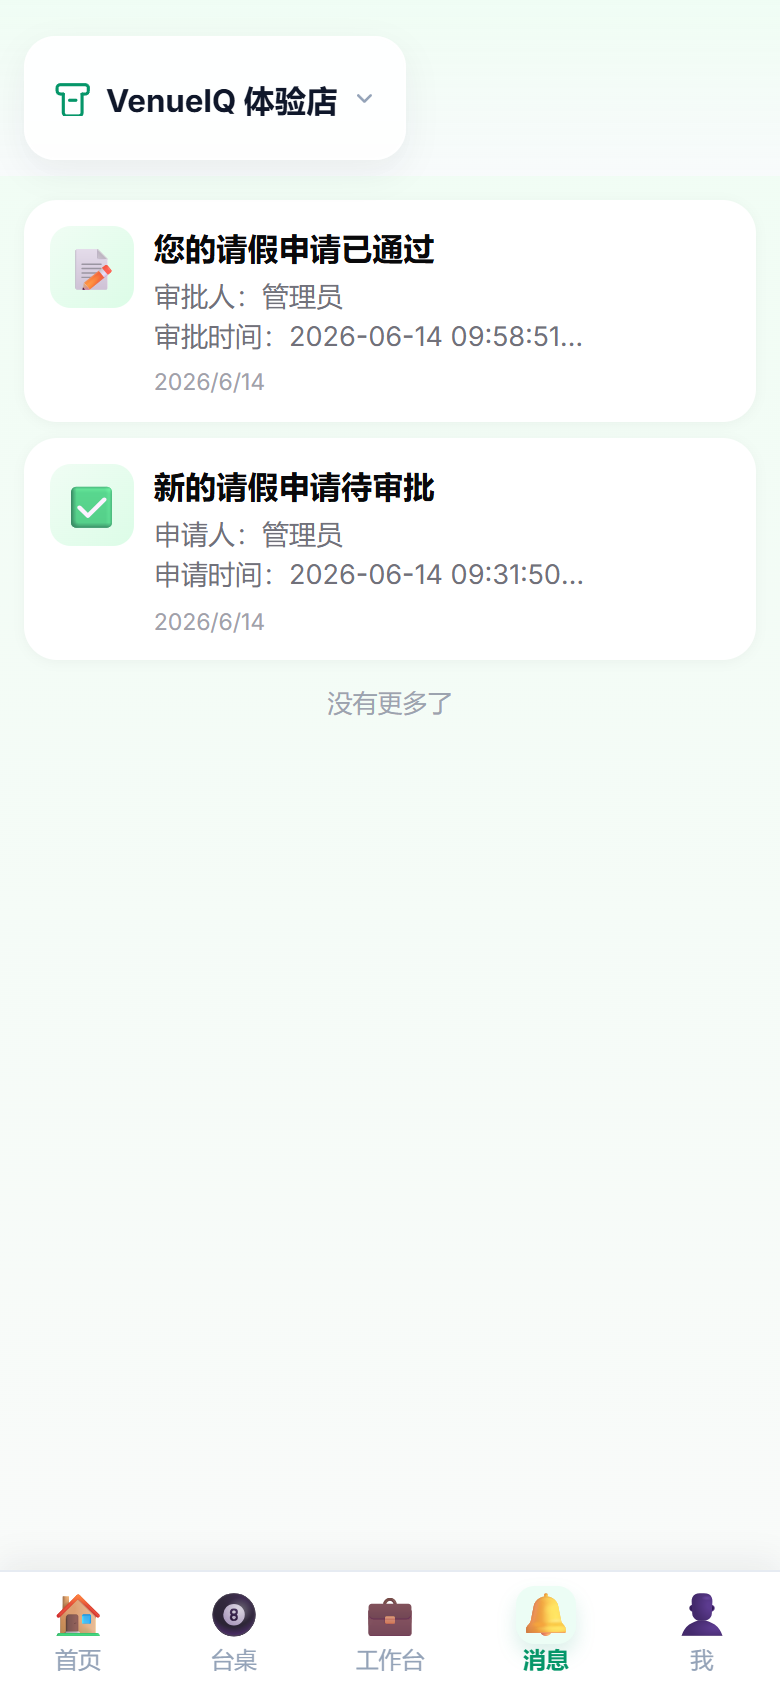 VenueIQ 体验店
您的请假申请已通过
审批人：管理员
审批时间：2026-06-14 09:58:51...
2026/6/14
新的请假申请待审批
申请人：管理员
申请时间：2026-06-14 09:31:50...
2026/6/14
没有更多了
8
首页
台桌
工作台
消息
我